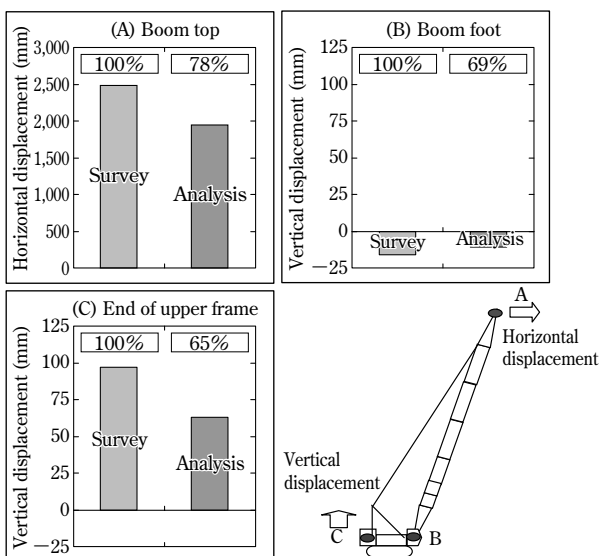 (A) Boom top
Horizontal displacement (mm)
3,000
2,500
2,000
1,500
1,000
500
0
100%
78%
Survey
Analysis
(B) Boom foot
Vertical displacement (mm)
125
100
75
50
25
0
−25
100%
69%
Survey
Analysis
(C) End of upper frame
Vertical displacement (mm)
125
100
75
50
25
0
−25
100%
65%
Survey
Analysis
A
Horizontal
displacement
Vertical
displacement
C
B